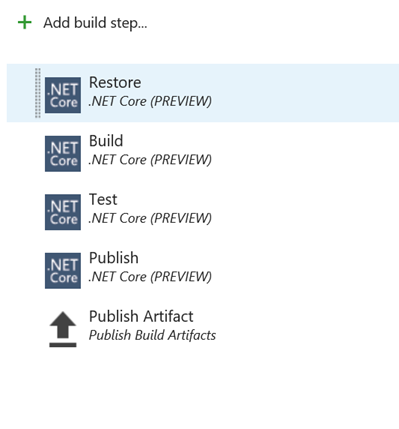 Add build step...
.NET
Core
Restore
.NET Core (PREVIEW)
.NET
Core
Build
.NET Core (PREVIEW)
.NET
Core
Test
.NET Core (PREVIEW)
.NET
Core
Publish
.NET Core (PREVIEW)
Publish Artifact
Publish Build Artifacts